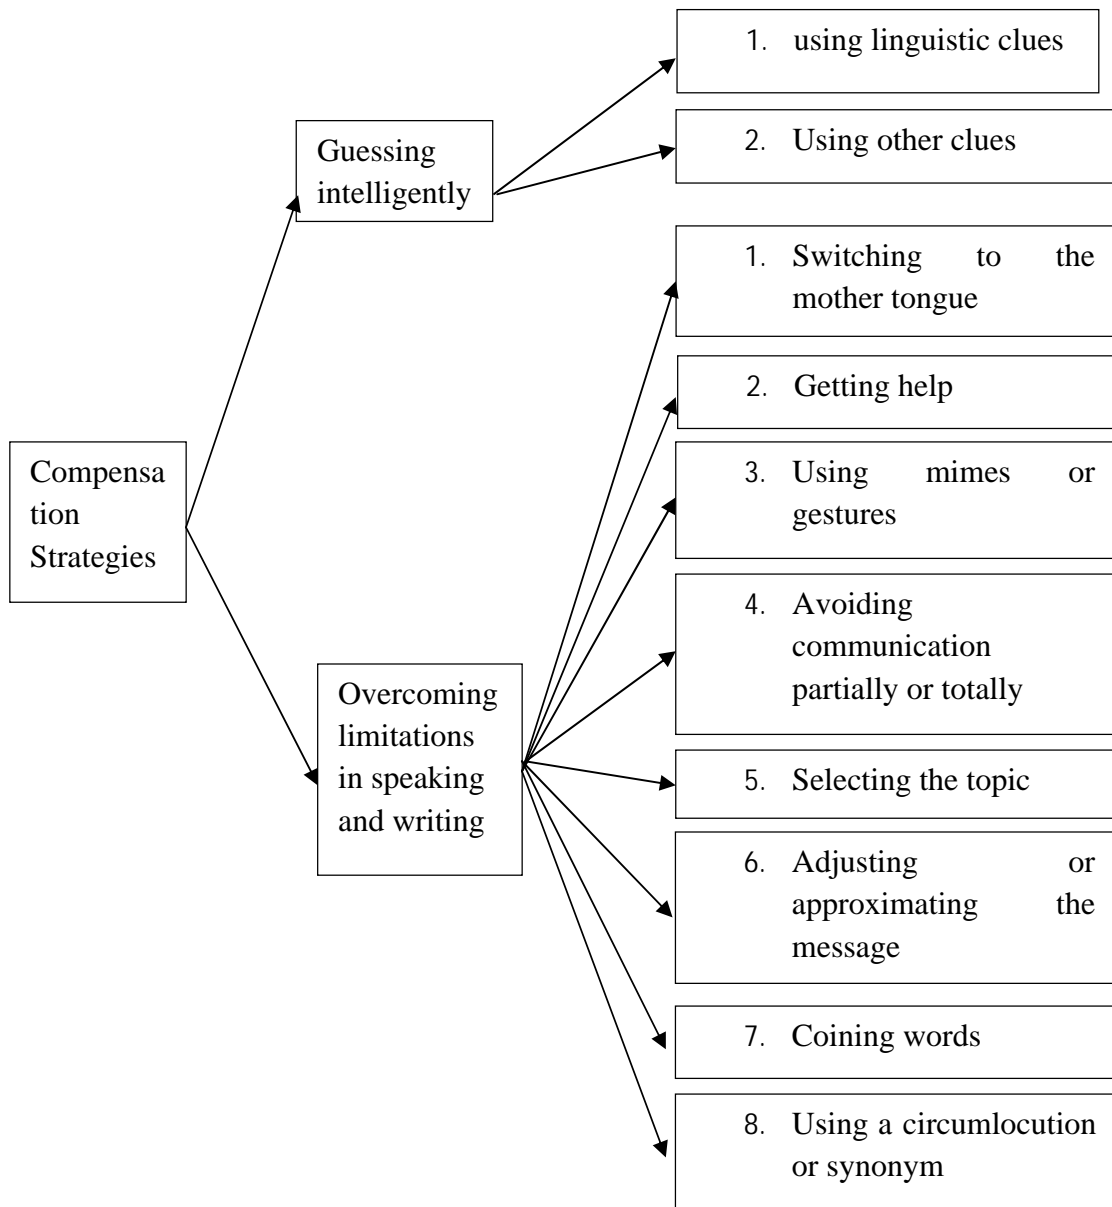 1. using linguistic clues
2. Using other clues
Guessing
intelligently
1. Switching to the
mother tongue
2. Getting help
3. Using mimes or
gestures
Compensa
tion
Strategies
4. Avoiding
communication
partially or totally
Overcoming
limitations
in speaking
and writing
5. Selecting the topic
6. Adjusting or
approximating the
message
7. Coining words
8. Using a circumlocution
or synonym